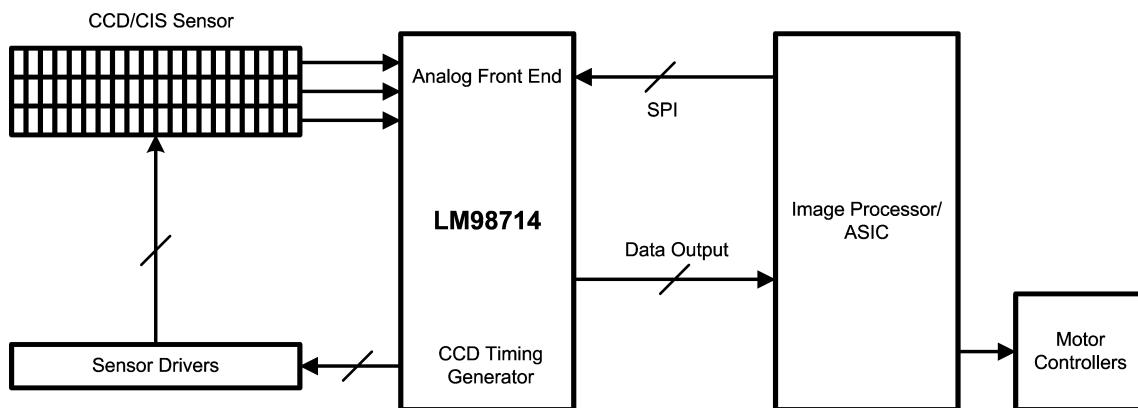 CCD/CIS Sensor
Analog Front End
SPI
LM98714
Image Processor/
ASIC
Data Output
Sensor Drivers
CCD Timing
Generator
Motor
Controllers